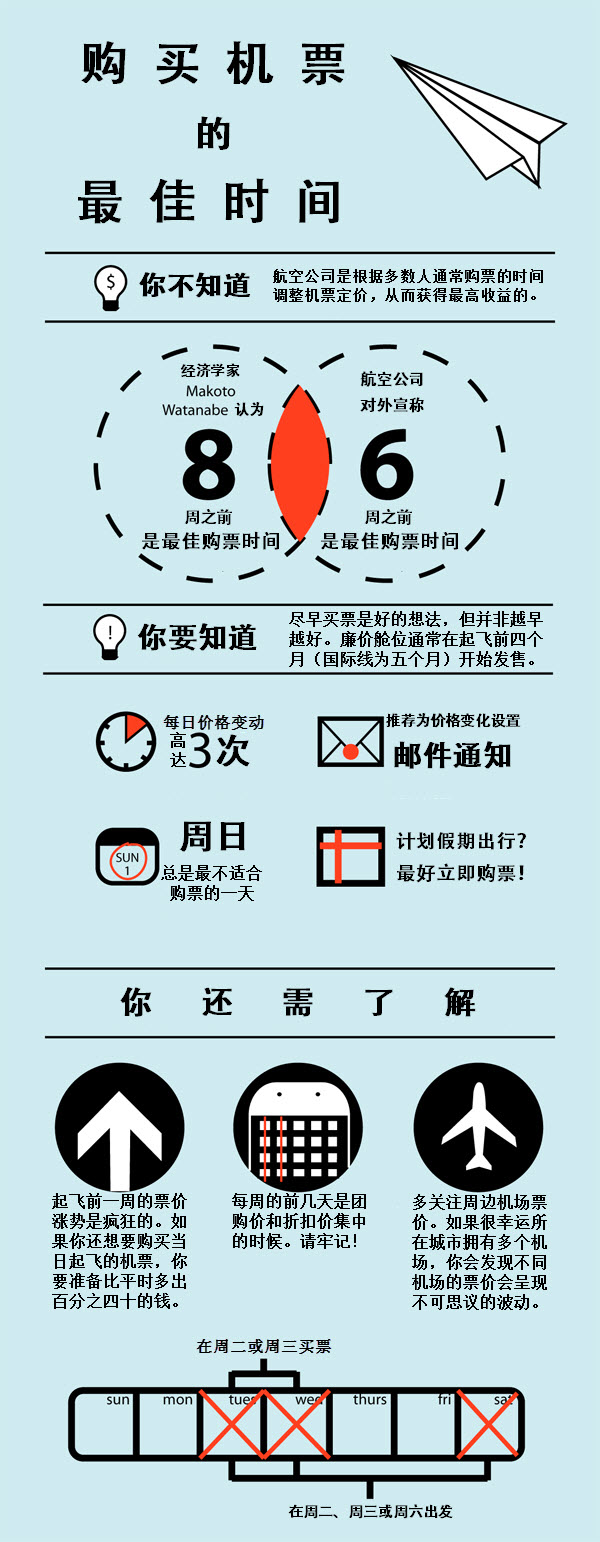 购买机票
的
最佳时间
$
你不知道
航空公司是根据多数人通常购票的时间
调整机票定价，从而获得最高收益的。
经济学家
Makoto
Watanabe 认为
8
周之前
是最佳购票时间
航空公司
对外宣称
6
周之前
是最佳购票时间
!
你要知道
尽早买票是好的想法，但并非越早
越好。廉价舱位通常在起飞前四个
月（国际线为五个月）开始发售。
每日价格变动
高达3次
推荐为价格变化设置
邮件通知
SUN
1
周日
总是最不适合
购票的一天
计划假期出行？
最好立即购票！
你还需了解
起飞前一周的票价
涨势是疯狂的。如
果你还想要购买当
日起飞的机票，你
要准备比平时多出
百分之四十的钱。
每周的前几天是团
购价和折扣价集中
的时候。请牢记！
多关注周边机场票
价。如果很幸运所
在城市拥有多个机
场，你会发现不同
机场的票价会呈现
不可思议的波动。
在周二或周三买票
sun mon tues wed thurs fri sat
在周二、周三或周六出发